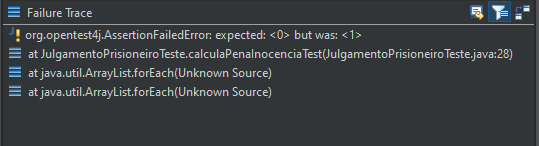 Failure Trace
org.opentest4j.AssertionFailedError: expected: <0> but was: <1>
at JulgamentoPrisioneiroTeste.calculaPenaInocenciaTest(JulgamentoPrisioneiroTeste.java:28)
at java.util.ArrayList.forEach(Unknown Source)
at java.util.ArrayList.forEach(Unknown Source)